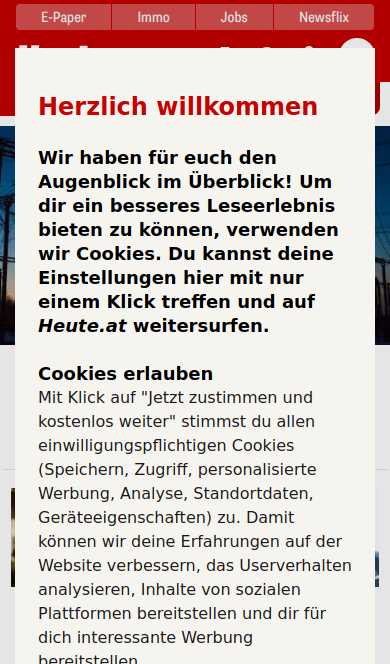 E-Paper
Immo
Jobs
Newsflix
Herzlich willkommen
Wir haben für euch den
Augenblick im Überblick! Um
dir ein besseres Leseerlebnis
bieten zu können, verwenden
wir Cookies. Du kannst deine
Einstellungen hier mit nur
einem Klick treffen und auf
Heute.at weitersurfen.
Cookies erlauben
Mit Klick auf "Jetzt zustimmen und
kostenlos weiter" stimmst du allen
einwilligungspflichtigen Cookies
(Speichern, Zugriff, personalisierte
Werbung, Analyse, Standortdaten,
Geräteeigenschaften) zu. Damit
können wir deine Erfahrungen auf der
Website verbessern, das Userverhalten
analysieren, Inhalte von sozialen
Plattformen bereitstellen und dir für
dich interessante Werbung
bereitstellen